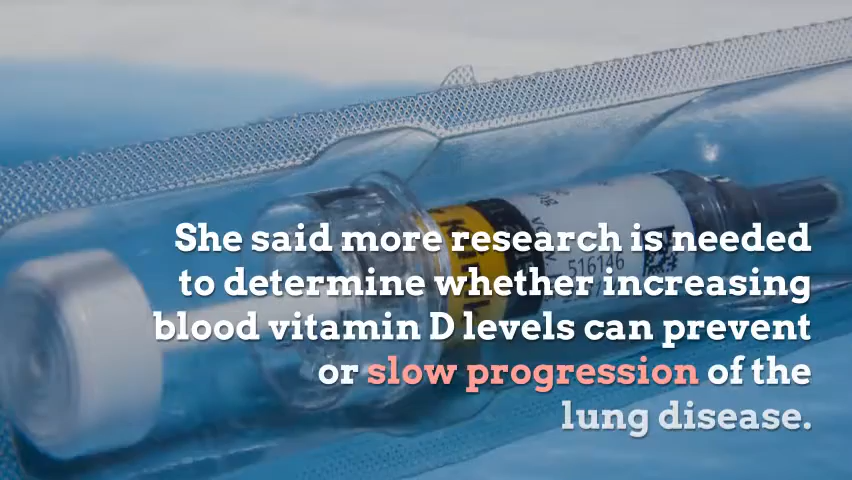 She said more research is needed
to determine whether increasing
blood vitamin D levels can prevent
or slow progression of the
lung disease.
516146